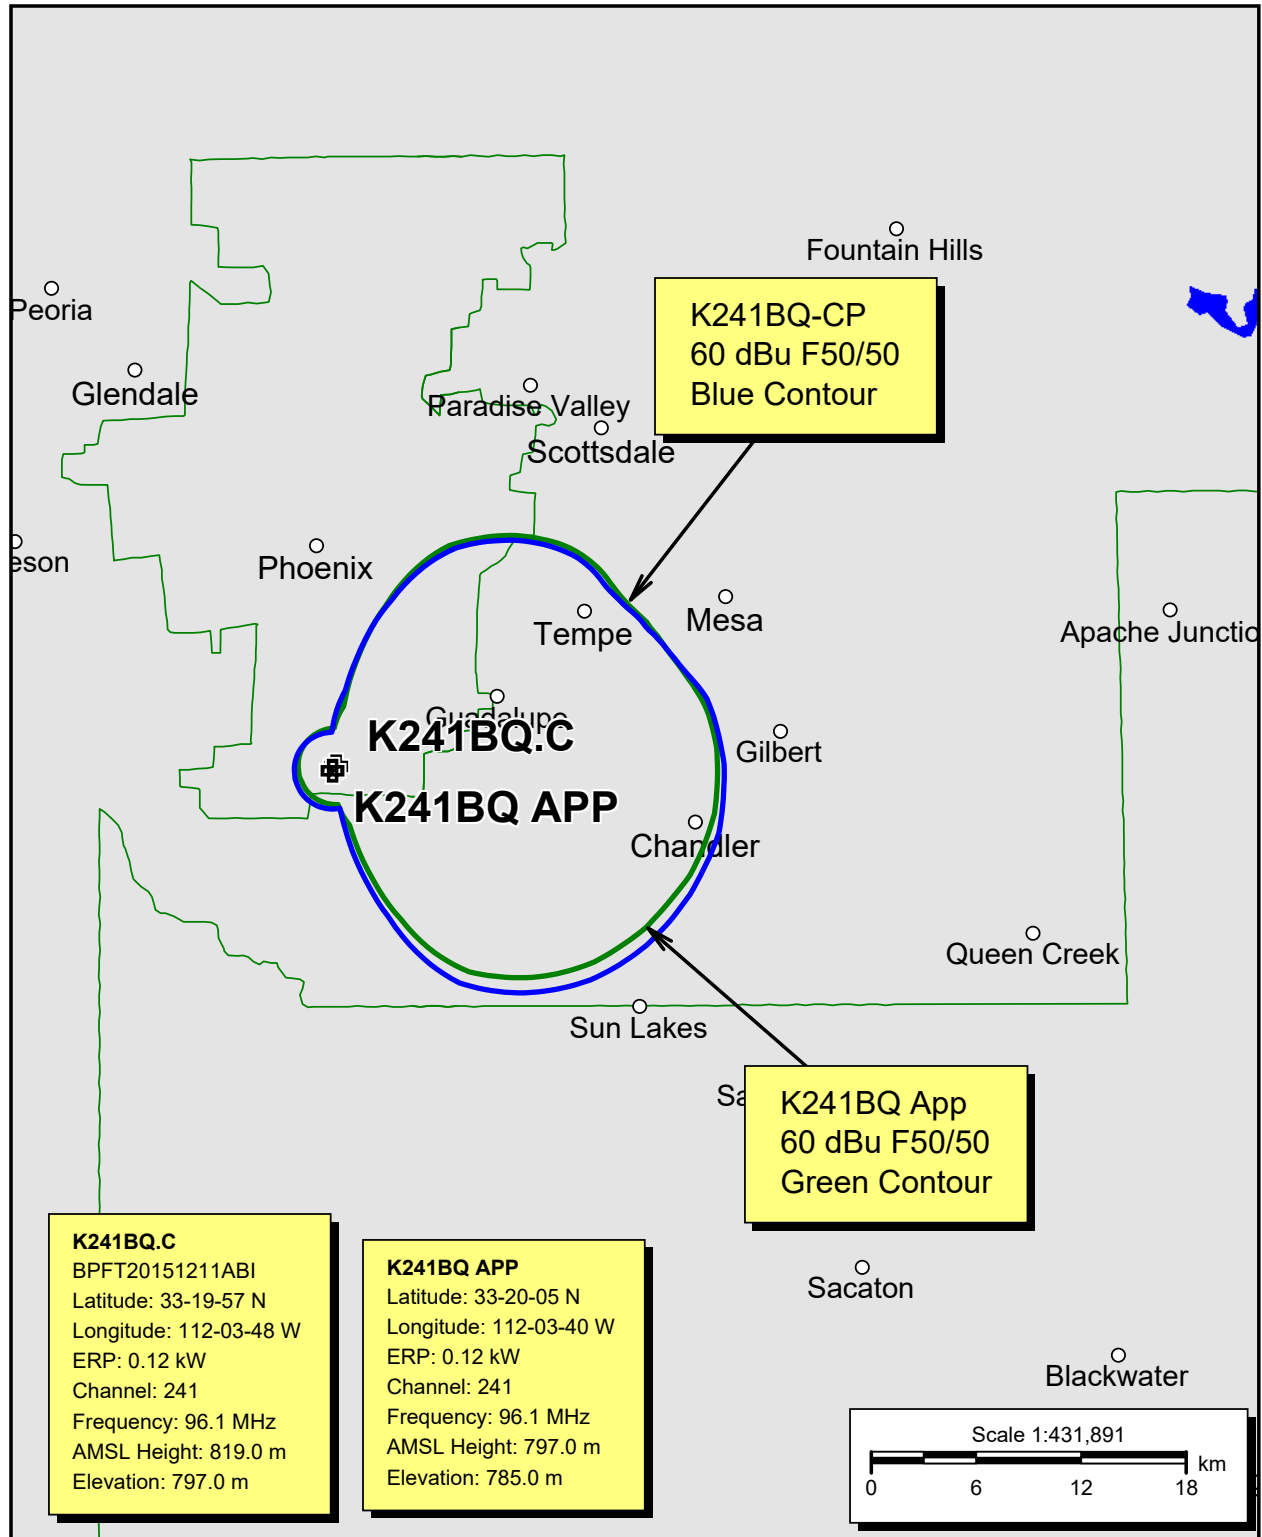 Fountain Hills
Peoria
K241BQ-CP
60 dBu F50/50
Blue Contour
Glendale
Paradise Valley
Scottsdale
eson
Phoenix
Tempe
Mesa
Apache Junctio
Guadalupe
K241BQ.C
Gilbert
K241BQ APP
Chandler
Queen Creek
Sun Lakes
Sa
K241BQ App
60 dBu F50/50
Green Contour
K241BQ.C
BPFT20151211ABI
Latitude: 33-19-57 N
Longitude: 112-03-48 W
ERP: 0.12 kW
Channel: 241
Frequency: 96.1 MHz
AMSL Height: 819.0 m
Elevation: 797.0 m
K241BQ APP
Latitude: 33-20-05 N
Longitude: 112-03-40 W
ERP: 0.12 kW
Channel: 241
Frequency: 96.1 MHz
AMSL Height: 797.0 m
Elevation: 785.0 m
Sacaton
Blackwater
Scale 1:431,891
km
0 6 12 18